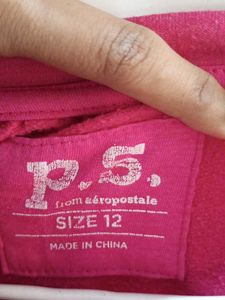 p.s.
from aéropostale
SIZE 12
MADE IN CHINA